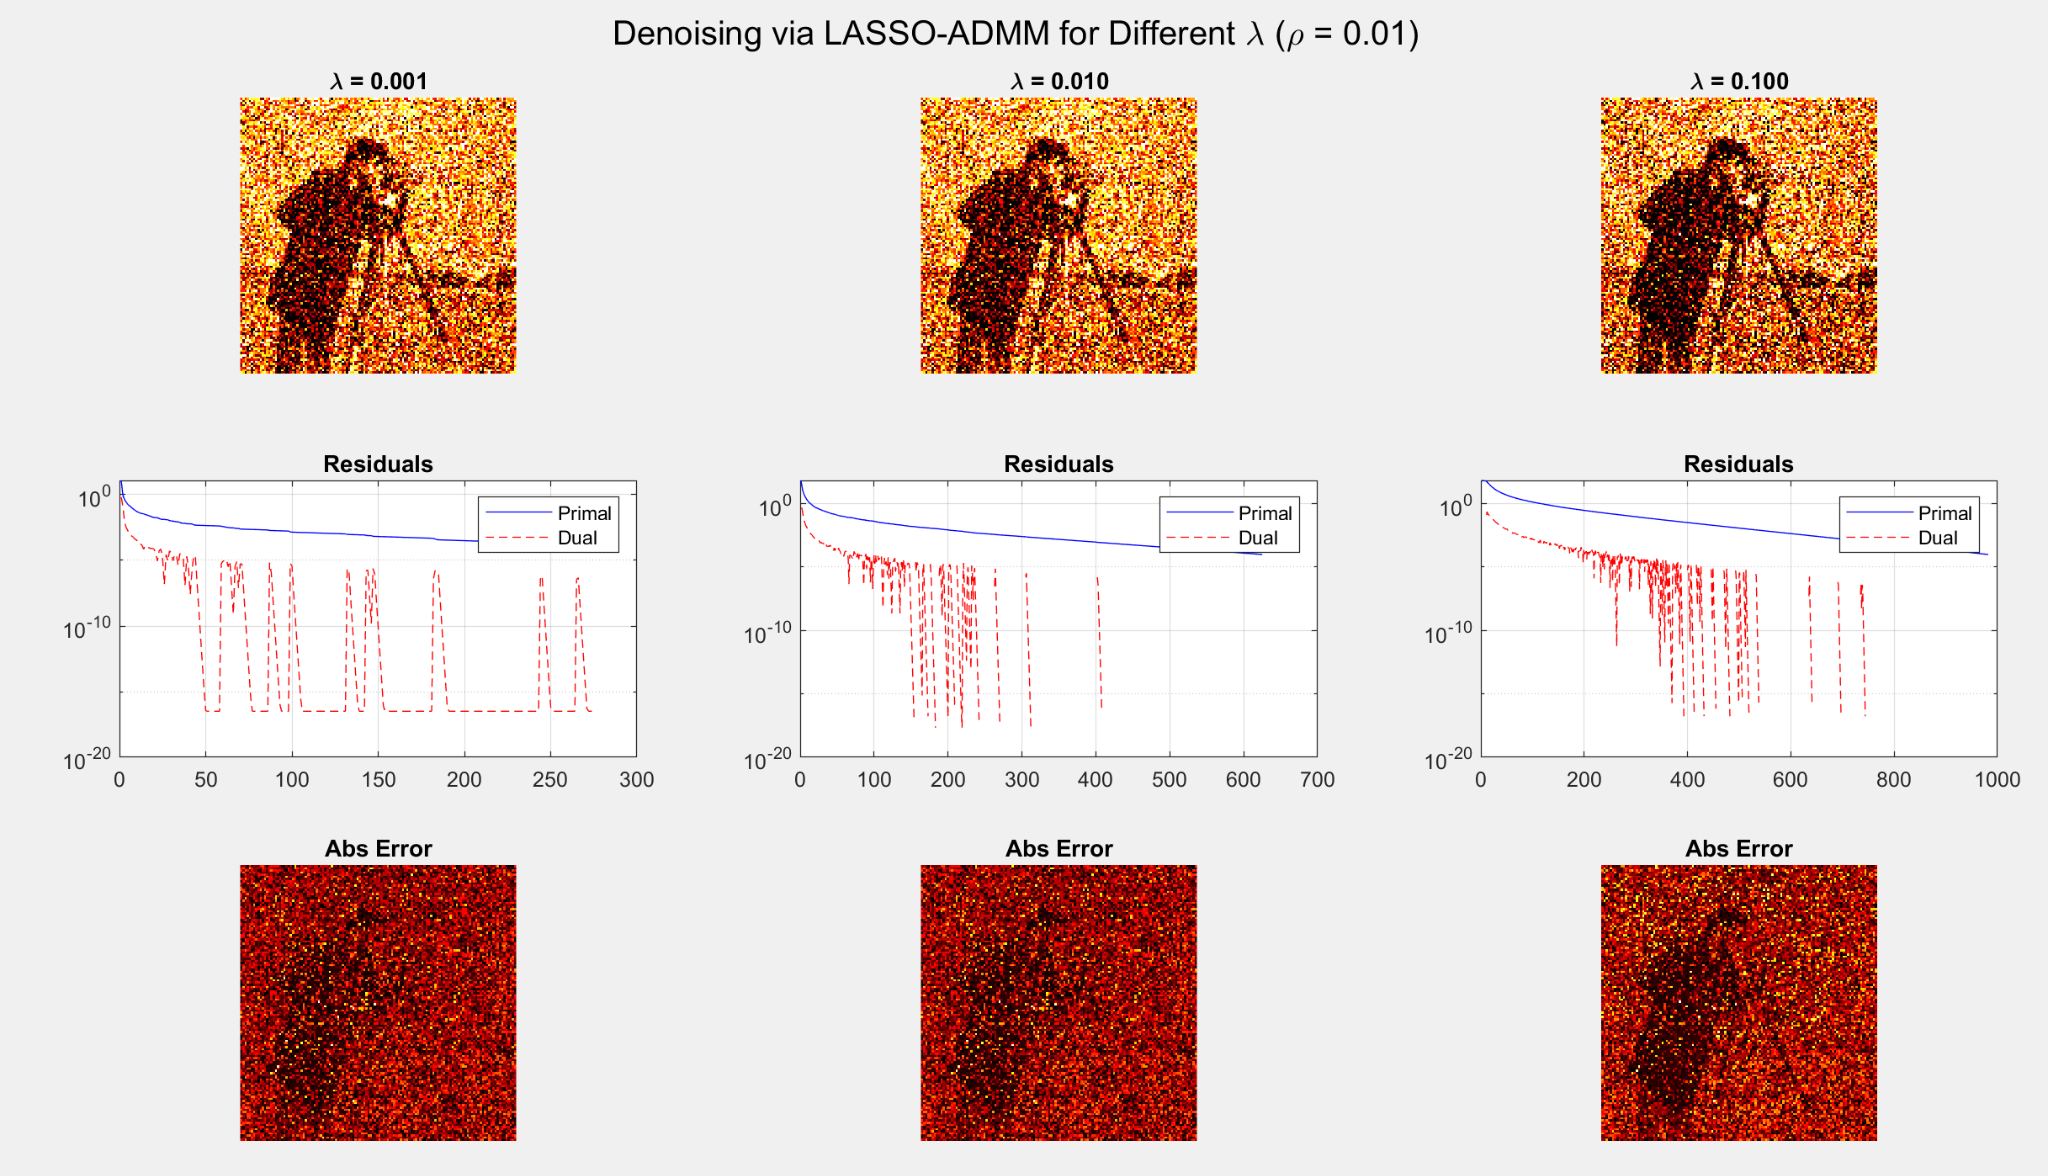 Denoising via LASSO-ADMM for Different λ (ρ = 0.01)
λ = 0.001
λ = 0.010
λ = 0.100
Residuals
10^0
10^-10
10^-20
0 50 100 150 200 250 300
Primal
Dual
Residuals
10^0
10^-10
10^-20
0 100 200 300 400 500 600 700
Primal
Dual
Residuals
10^0
10^-10
10^-20
0 200 400 600 800 1000
Primal
Dual
Abs Error
Abs Error
Abs Error